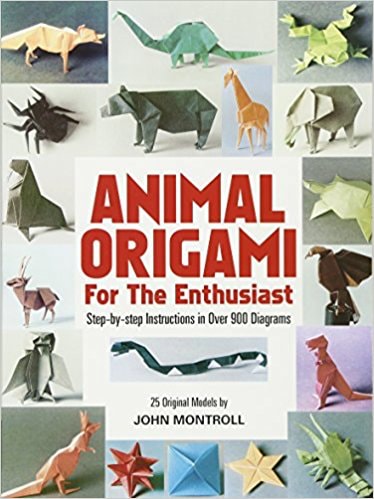 ANIMAL
ORIGAMI
For The Enthusiast
Step-by-step Instructions in Over 900 Diagrams
25 Original Models by
JOHN MONTROLL